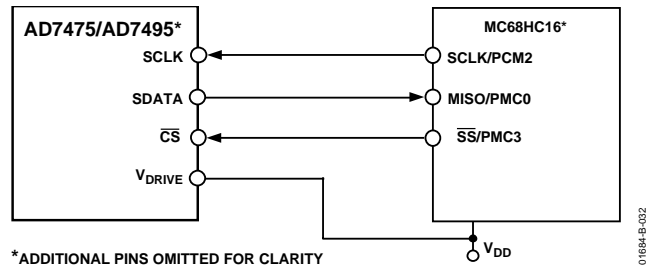 AD7475/AD7495*
MC68HC16*
SCLK
SCLK/PCM2
SDATA
MISO/PMC0
CS
SS/PMC3
VDRIVE
VDD
*ADDITIONAL PINS OMITTED FOR CLARITY
01684-B-032